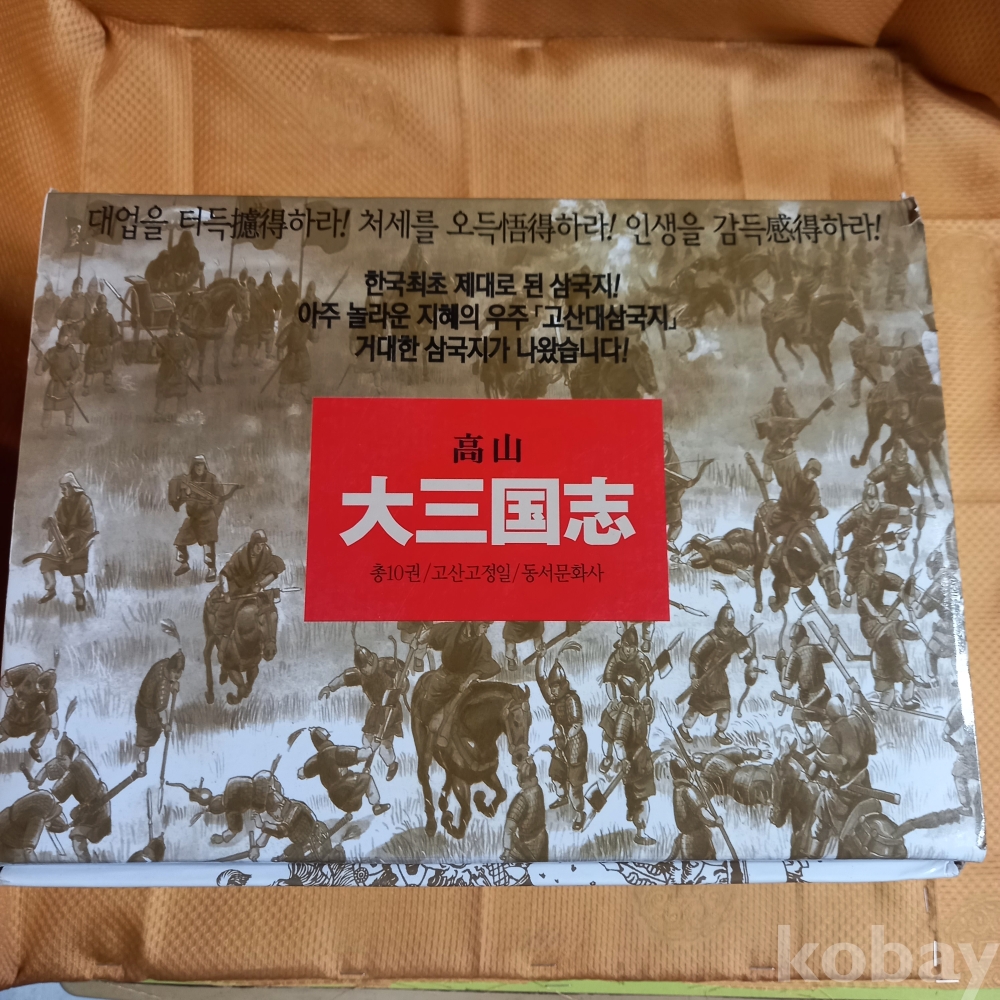 대업을 터득攄得하라! 처세를 오득悟得하라! 인생을 감득感得하라!
한국최초 제대로 된 삼국지!
아주 놀라운 지혜의 우주 「고산대삼국지」
거대한 삼국지가 나왔습니다!
高山
大三国志
총10권/고산고정일/동서문화사
kobay